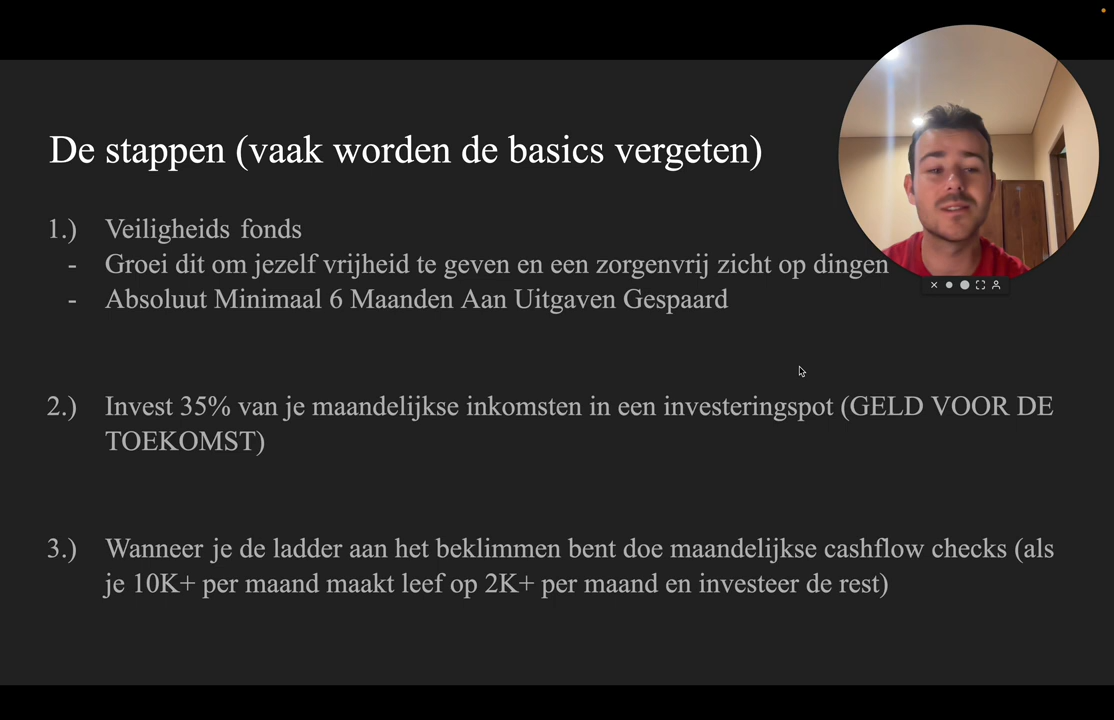 De stappen (vaak worden de basics vergeten)
1.) Veiligheids fonds
- Groei dit om jezelf vrijheid te geven en een zorgenvrij zicht op dingen
- Absoluut Minimaal 6 Maanden Aan Uitgaven Gespaard
2.) Invest 35% van je maandelijkse inkomsten in een investeringspot (GELD VOOR DE
TOEKOMST)
3.) Wanneer je de ladder aan het beklimmen bent doe maandelijkse cashflow checks (als
je 10K+ per maand maakt leef op 2K+ per maand en investeer de rest)